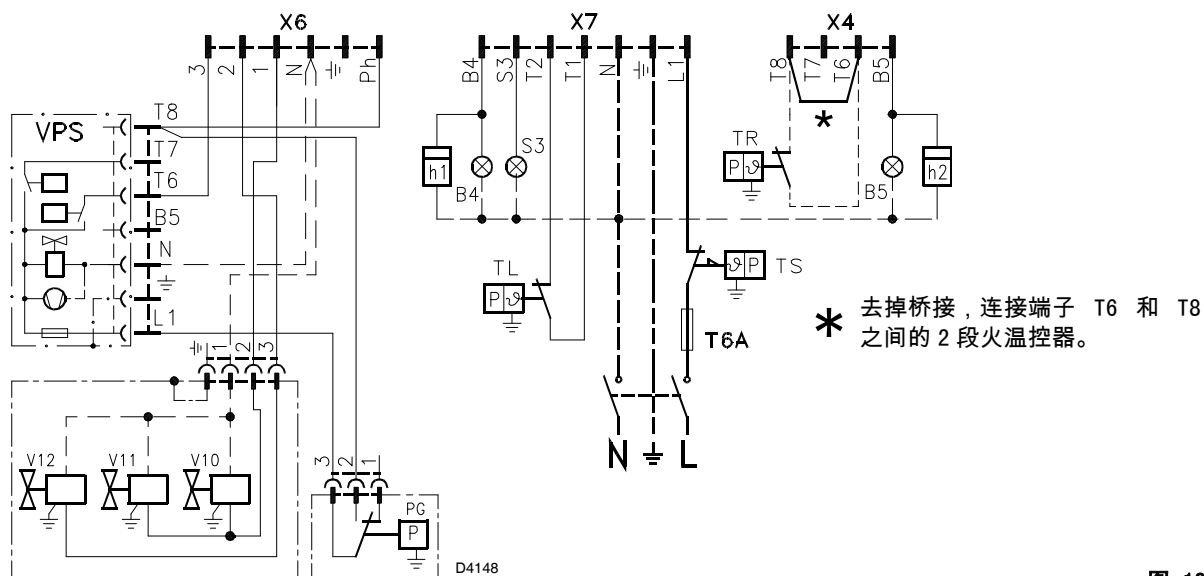 X6
X7
X4
3 2 1 N Ph
B4 S3 T2 T1 N L1
T8 T7 T6 B5
VPS
T8
T7
T6
B5
N
L1
h1
B4
S3
TR
P ϑ
B5
h2
TL
P ϑ
ϑ P
TS
T6A
* 去掉桥接，连接端子 T6 和 T8
之间的 2 段火温控器。
*
1 2 3
N L
V12
V11
V10
3 2 1
PG
P
D4148